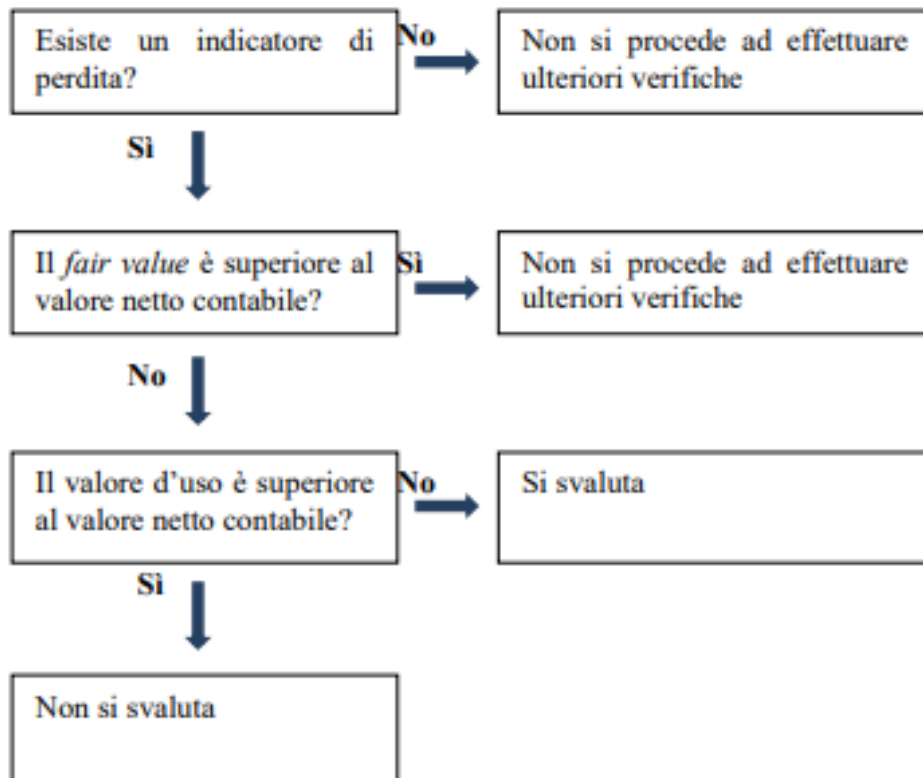 Esiste un indicatore di
perdita?
No
Non si procede ad effettuare
ulteriori verifiche
Sì
Il fair value è superiore al
valore netto contabile?
Sì
Non si procede ad effettuare
ulteriori verifiche
No
Il valore d'uso è superiore
al valore netto contabile?
No
Si svaluta
Sì
Non si svaluta